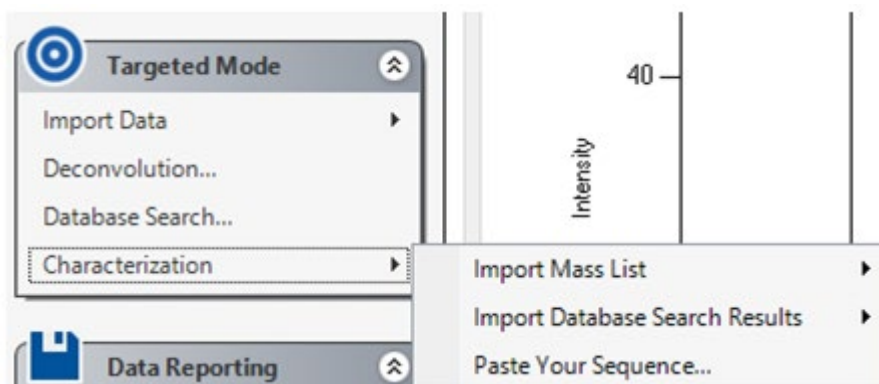 Targeted Mode
Import Data
Deconvolution...
Database Search...
Characterization
Data Reporting
40
Intensity
Import Mass List
Import Database Search Results
Paste Your Sequence...